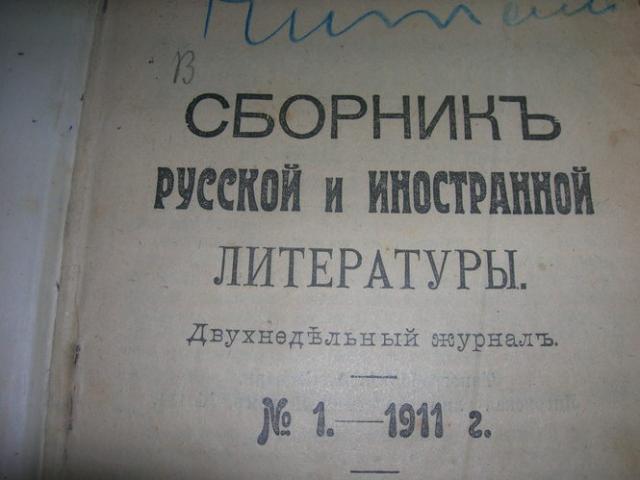 В
СБОРНИКЪ
РУССКОЙ и ИНОСТРАННОЙ
ЛИТЕРАТУРЫ.
Двухнедѣльный журналъ.
№ 1.—1911 г.